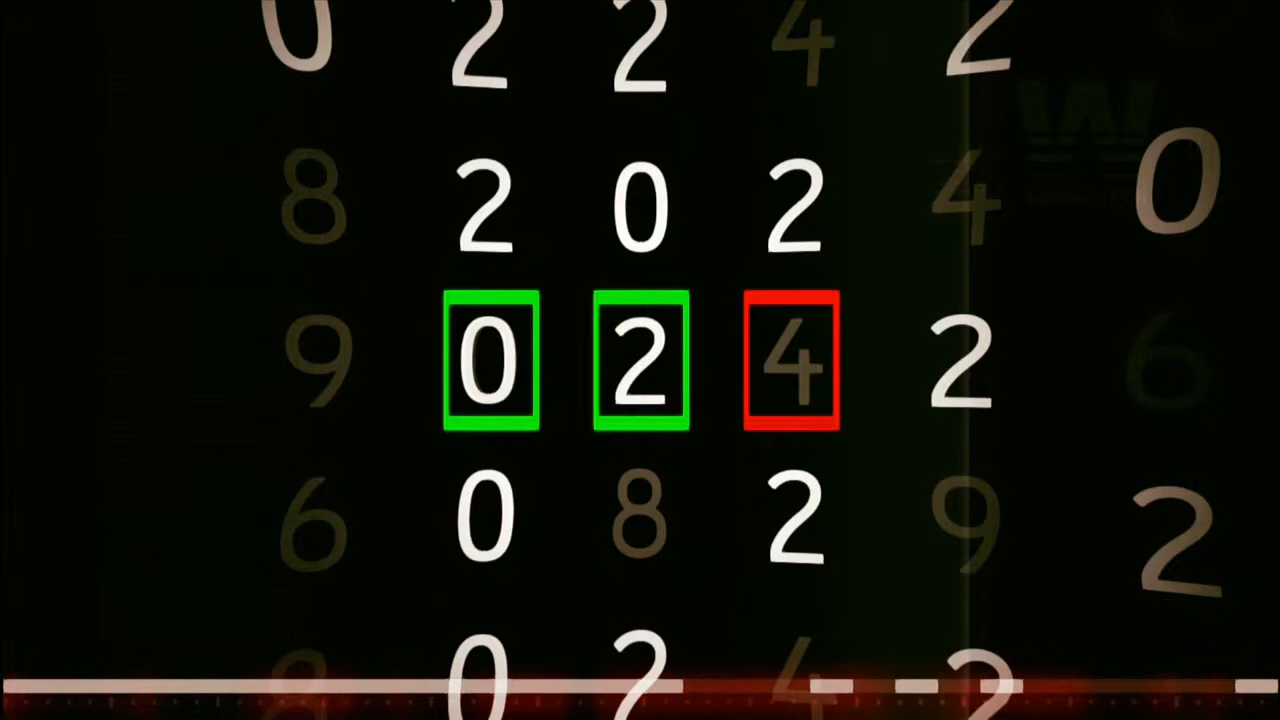 0 2 2 4 2
8 2 0 2 4 0
9 0 2 4 2 6
6 0 8 2 9 2
0 2 4 2